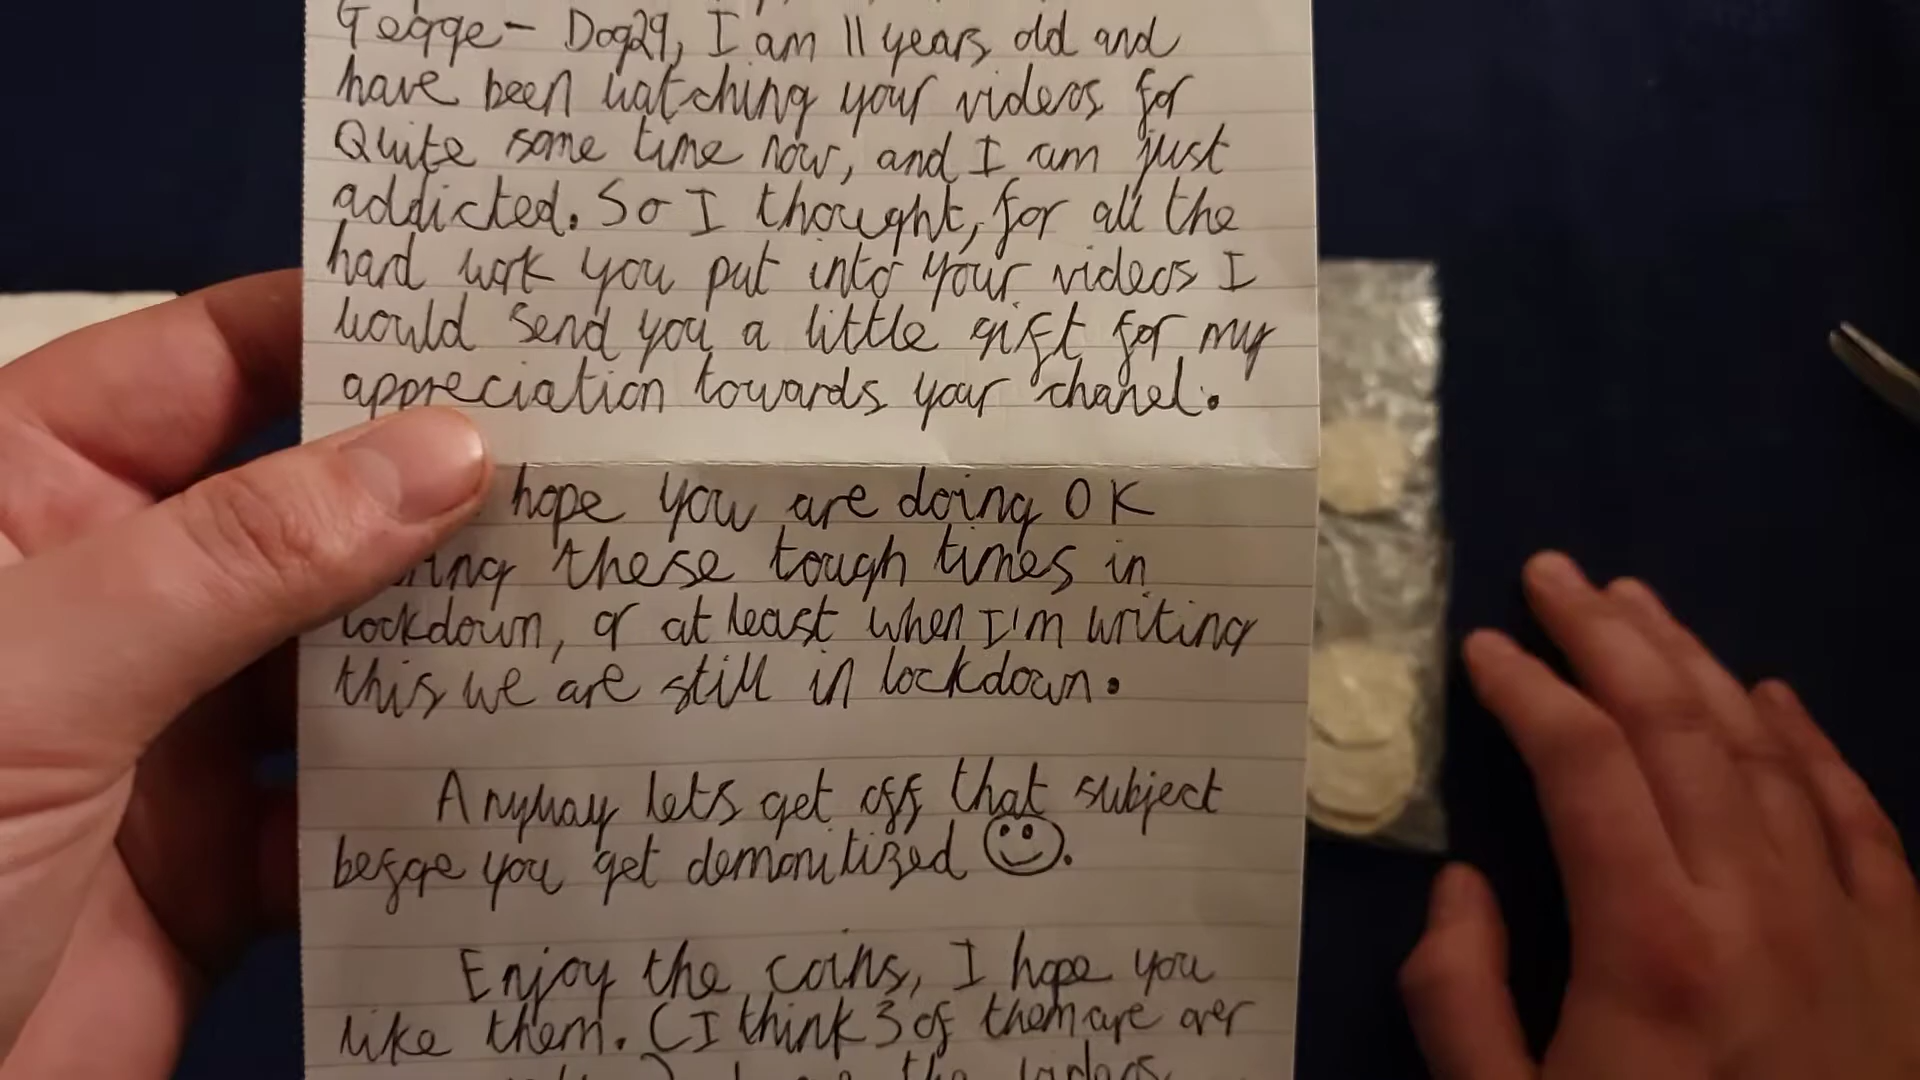 George- Dog29, I am 11 years old and
have been watching your videos for
Quite some time now, and I am just
addicted. So I thought, for all the
hard work you put into your videos I
would send you a little gift for my
appreciation towards your chanel.
hope you are doing OK
these tough times in
lockdown, or at least when I'm writing
this we are still in lockdown.
Anyway lets get off that subject
before you get demonitized
Enjoy the coins, I hope you
like them. (I think 3 of them are over
the